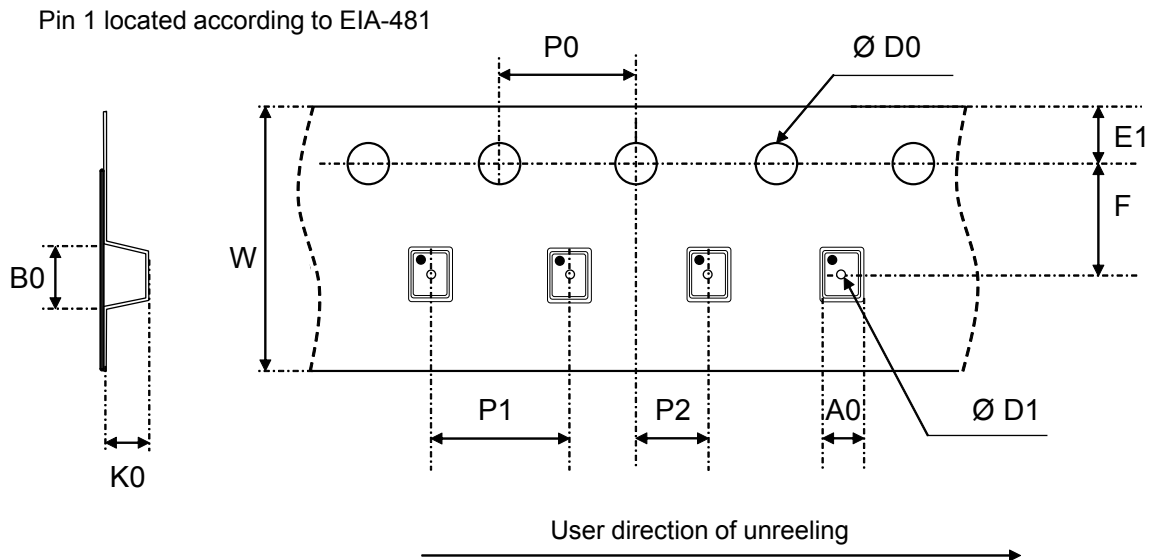 Pin 1 located according to EIA-481
P0
Ø D0
E1
F
W
B0
P1
P2
A0
Ø D1
K0
User direction of unreeling